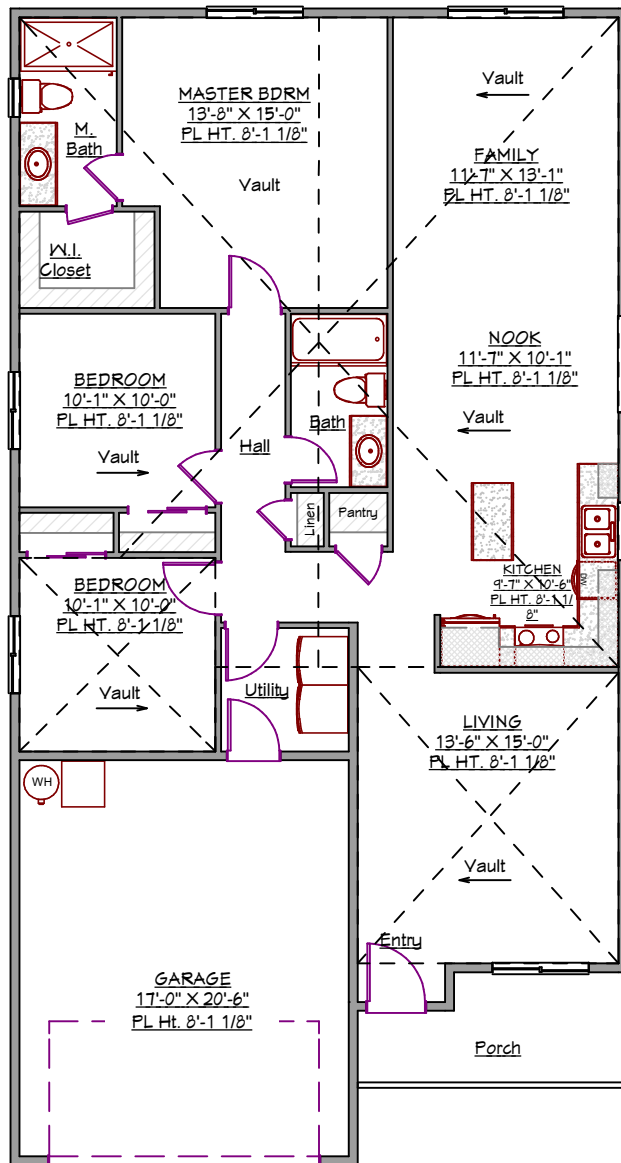 Vault
MASTER BDRM
13'-8" X 15'-0"
PL HT. 8'-1 1/8"
M.
Bath
FAMILY
11'-7" X 13'-1"
PL HT. 8'-1 1/8"
Vault
W.I.
Closet
NOOK
11'-7" X 10'-1"
PL HT. 8'-1 1/8"
BEDROOM
10'-1" X 10'-0"
PL HT. 8'-1 1/8"
Bath
Vault
Hall
Vault
Linen
Pantry
KITCHEN
9'-7" X 10'-6"
PL HT. 8'-1 1/
8"
DW
BEDROOM
10'-1" X 10'-0"
PL HT. 8'-1 1/8"
Vault
Utility
LIVING
13'-6" X 15'-0"
PL HT. 8'-1 1/8"
WH
Vault
Entry
GARAGE
17'-0" X 20'-6"
PL Ht. 8'-1 1/8"
Porch